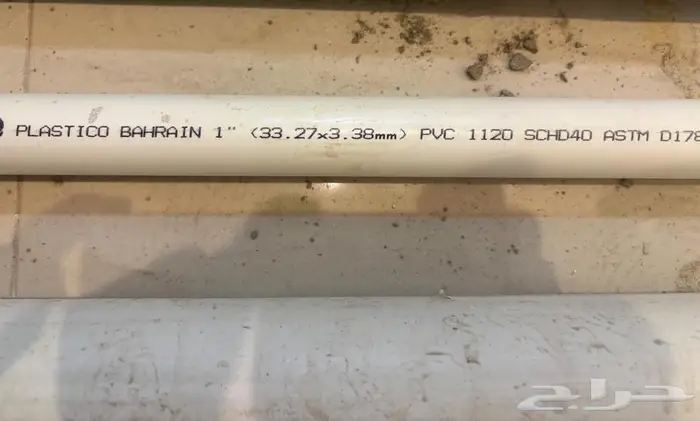 PLASTICO BAHRAIN 1" (33.27x3.38mm) PVC 1120 SCHD40 ASTM D178
حراج